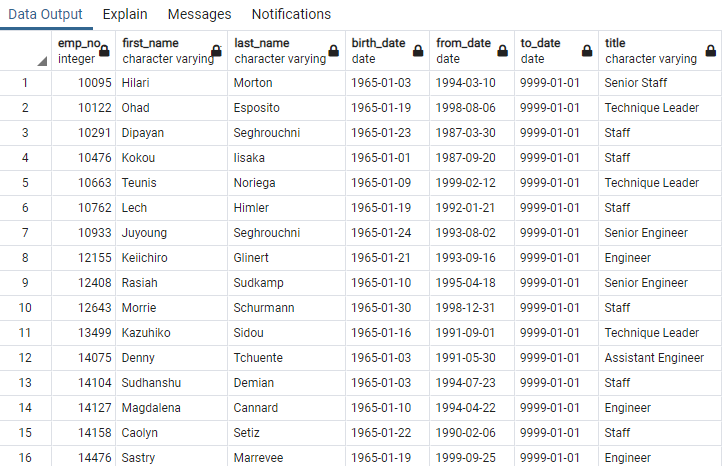 Data Output Explain Messages Notifications
emp_no first_name last_name birth_date from_date to_date title
integer character varying character varying date date date character varying
1 10095 Hilari Morton 1965-01-03 1994-03-10 9999-01-01 Senior Staff
2 10122 Ohad Esposito 1965-01-19 1998-08-06 9999-01-01 Technique Leader
3 10291 Dipayan Seghrouchni 1965-01-23 1987-03-30 9999-01-01 Staff
4 10476 Kokou Iisaka 1965-01-01 1987-09-20 9999-01-01 Staff
5 10663 Teunis Noriega 1965-01-09 1999-02-12 9999-01-01 Technique Leader
6 10762 Lech Himler 1965-01-19 1992-01-21 9999-01-01 Staff
7 10933 Juyoung Seghrouchni 1965-01-24 1993-08-02 9999-01-01 Senior Engineer
8 12155 Keiichiro Glinert 1965-01-21 1993-09-16 9999-01-01 Engineer
9 12408 Rasiah Sudkamp 1965-01-10 1995-04-18 9999-01-01 Senior Engineer
10 12643 Morrie Schurmann 1965-01-30 1998-12-31 9999-01-01 Staff
11 13499 Kazuhiko Sidou 1965-01-16 1991-09-01 9999-01-01 Technique Leader
12 14075 Denny Tchuente 1965-01-03 1991-05-30 9999-01-01 Assistant Engineer
13 14104 Sudhanshu Demian 1965-01-03 1994-07-23 9999-01-01 Staff
14 14127 Magdalena Cannard 1965-01-10 1994-04-22 9999-01-01 Engineer
15 14158 Caolyn Setiz 1965-01-22 1990-02-06 9999-01-01 Staff
16 14476 Sastry Marrevee 1965-01-19 1999-09-25 9999-01-01 Engineer